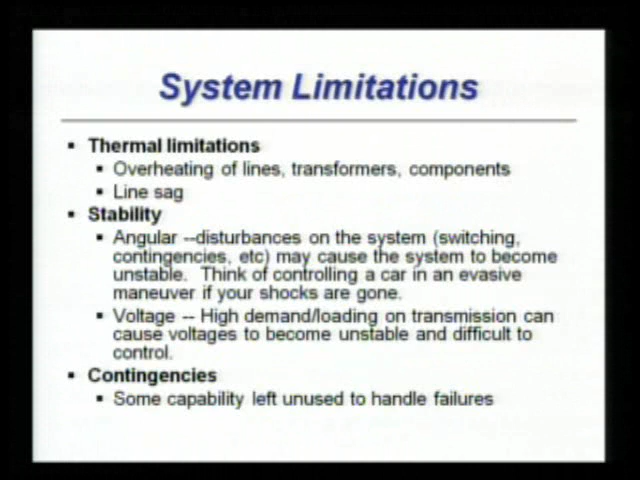 System Limitations
▪ Thermal limitations
▪ Overheating of lines, transformers, components
▪ Line sag
▪ Stability
▪ Angular --disturbances on the system (switching,
contingencies, etc) may cause the system to become
unstable. Think of controlling a car in an evasive
maneuver if your shocks are gone.
▪ Voltage -- High demand/loading on transmission can
cause voltages to become unstable and difficult to
control.
▪ Contingencies
▪ Some capability left unused to handle failures